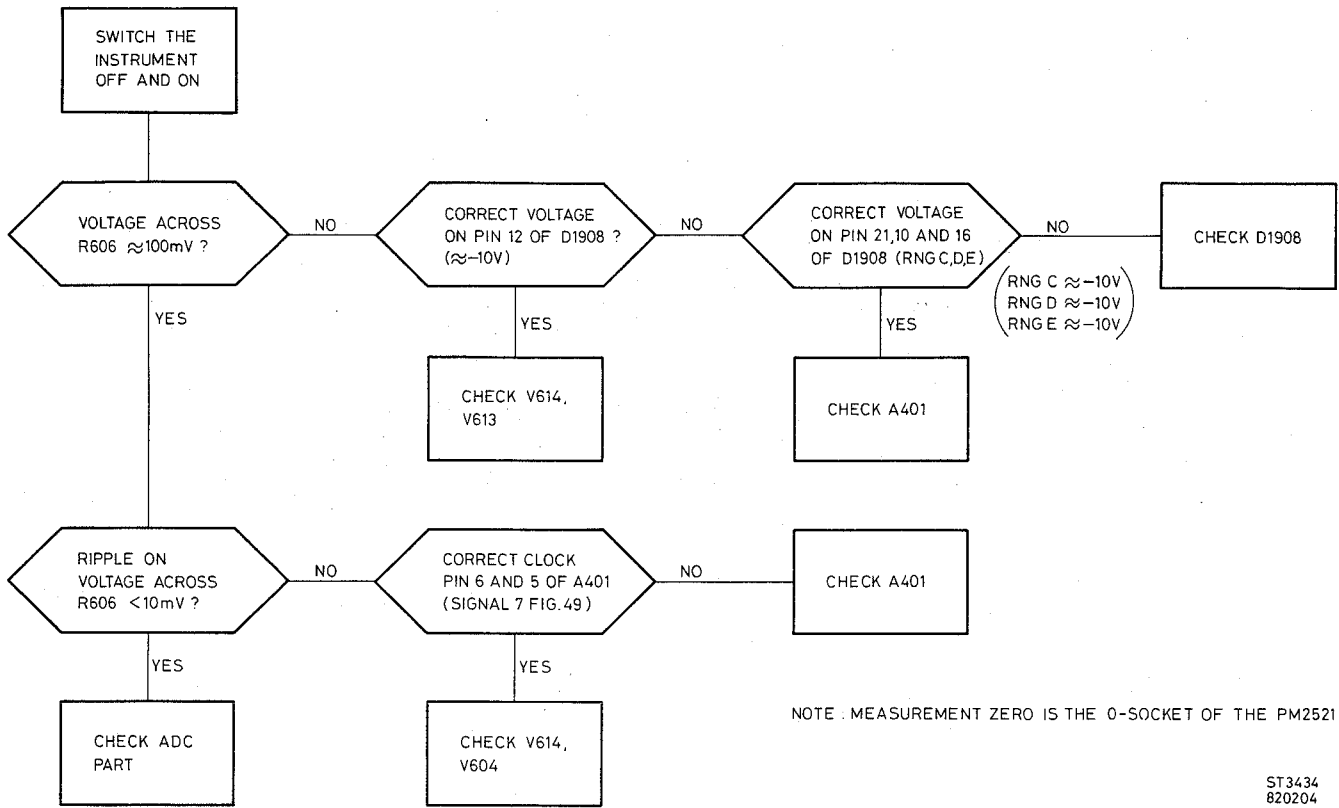 SWITCH THE
INSTRUMENT
OFF AND ON
VOLTAGE ACROSS
R606 ≈100mV ?
NO
CORRECT VOLTAGE
ON PIN 12 OF D1908 ?
(≈-10V)
NO
CORRECT VOLTAGE
ON PIN 21,10 AND 16
OF D1908 (RNG C,D,E)
NO
(RNG C ≈-10V
RNG D ≈-10V
RNG E ≈-10V)
CHECK D1908
YES
YES
YES
CHECK V614,
V613
CHECK A401
RIPPLE ON
VOLTAGE ACROSS
R606 <10mV ?
NO
CORRECT CLOCK
PIN 6 AND 5 OF A401
(SIGNAL 7 FIG.49)
NO
CHECK A401
YES
YES
CHECK ADC
PART
CHECK V614,
V604
NOTE : MEASUREMENT ZERO IS THE 0-SOCKET OF THE PM2521
ST3434
820204